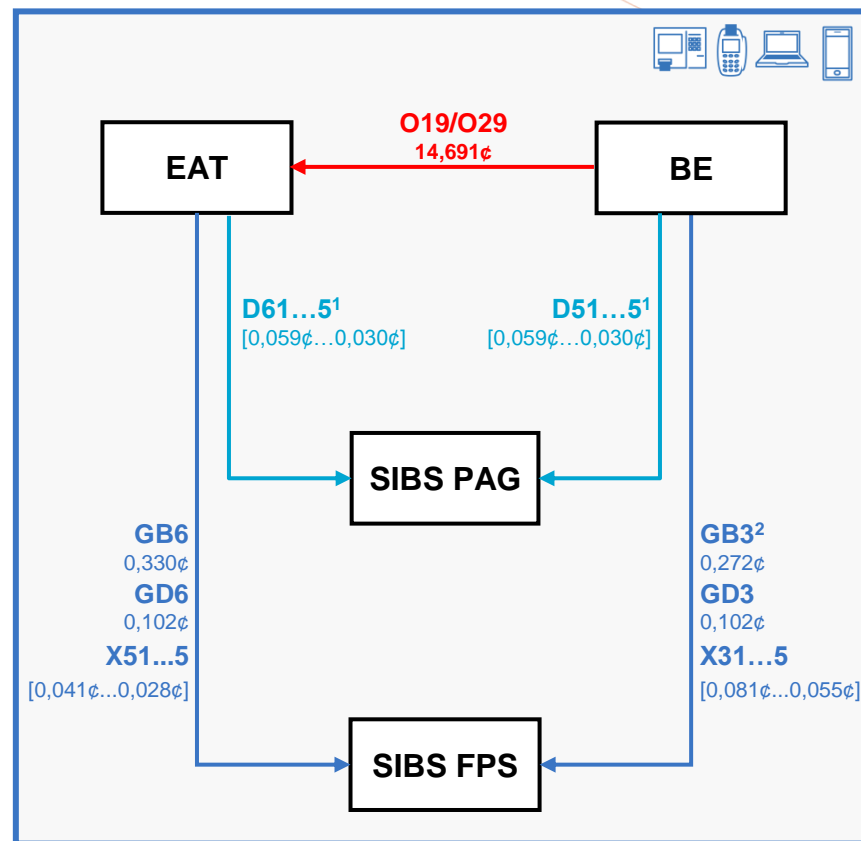 O19/O29
14,691¢
EAT
BE
D61…5¹
[0,059¢…0,030¢]
D51…5¹
[0,059¢…0,030¢]
SIBS PAG
GB6
0,330¢
GD6
0,102¢
X51...5
[0,041¢...0,028¢]
GB3²
0,272¢
GD3
0,102¢
X31…5
[0,081¢...0,055¢]
SIBS FPS